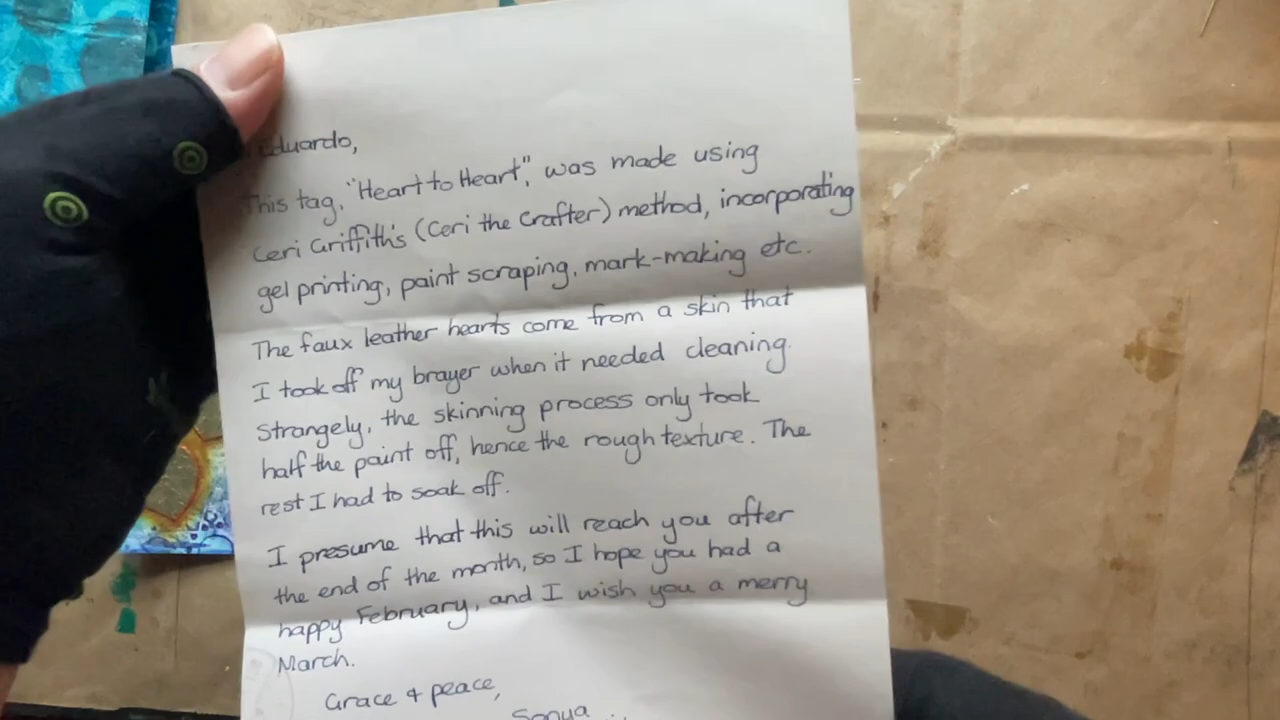 Eduardo,
This tag, "Heart to Heart", was made using
Ceri Griffith's (Ceri the Crafter) method, incorporating
gel printing, paint scraping, mark-making etc.
The faux leather hearts come from a skin that
I took off my brayer when it needed cleaning.
Strangely, the skinning process only took
half the paint off, hence the rough texture. The
rest I had to soak off.
I presume that this will reach you after
the end of the month, so I hope you had a
happy February, and I wish you a merry
March.
Grace + peace,
Sonya